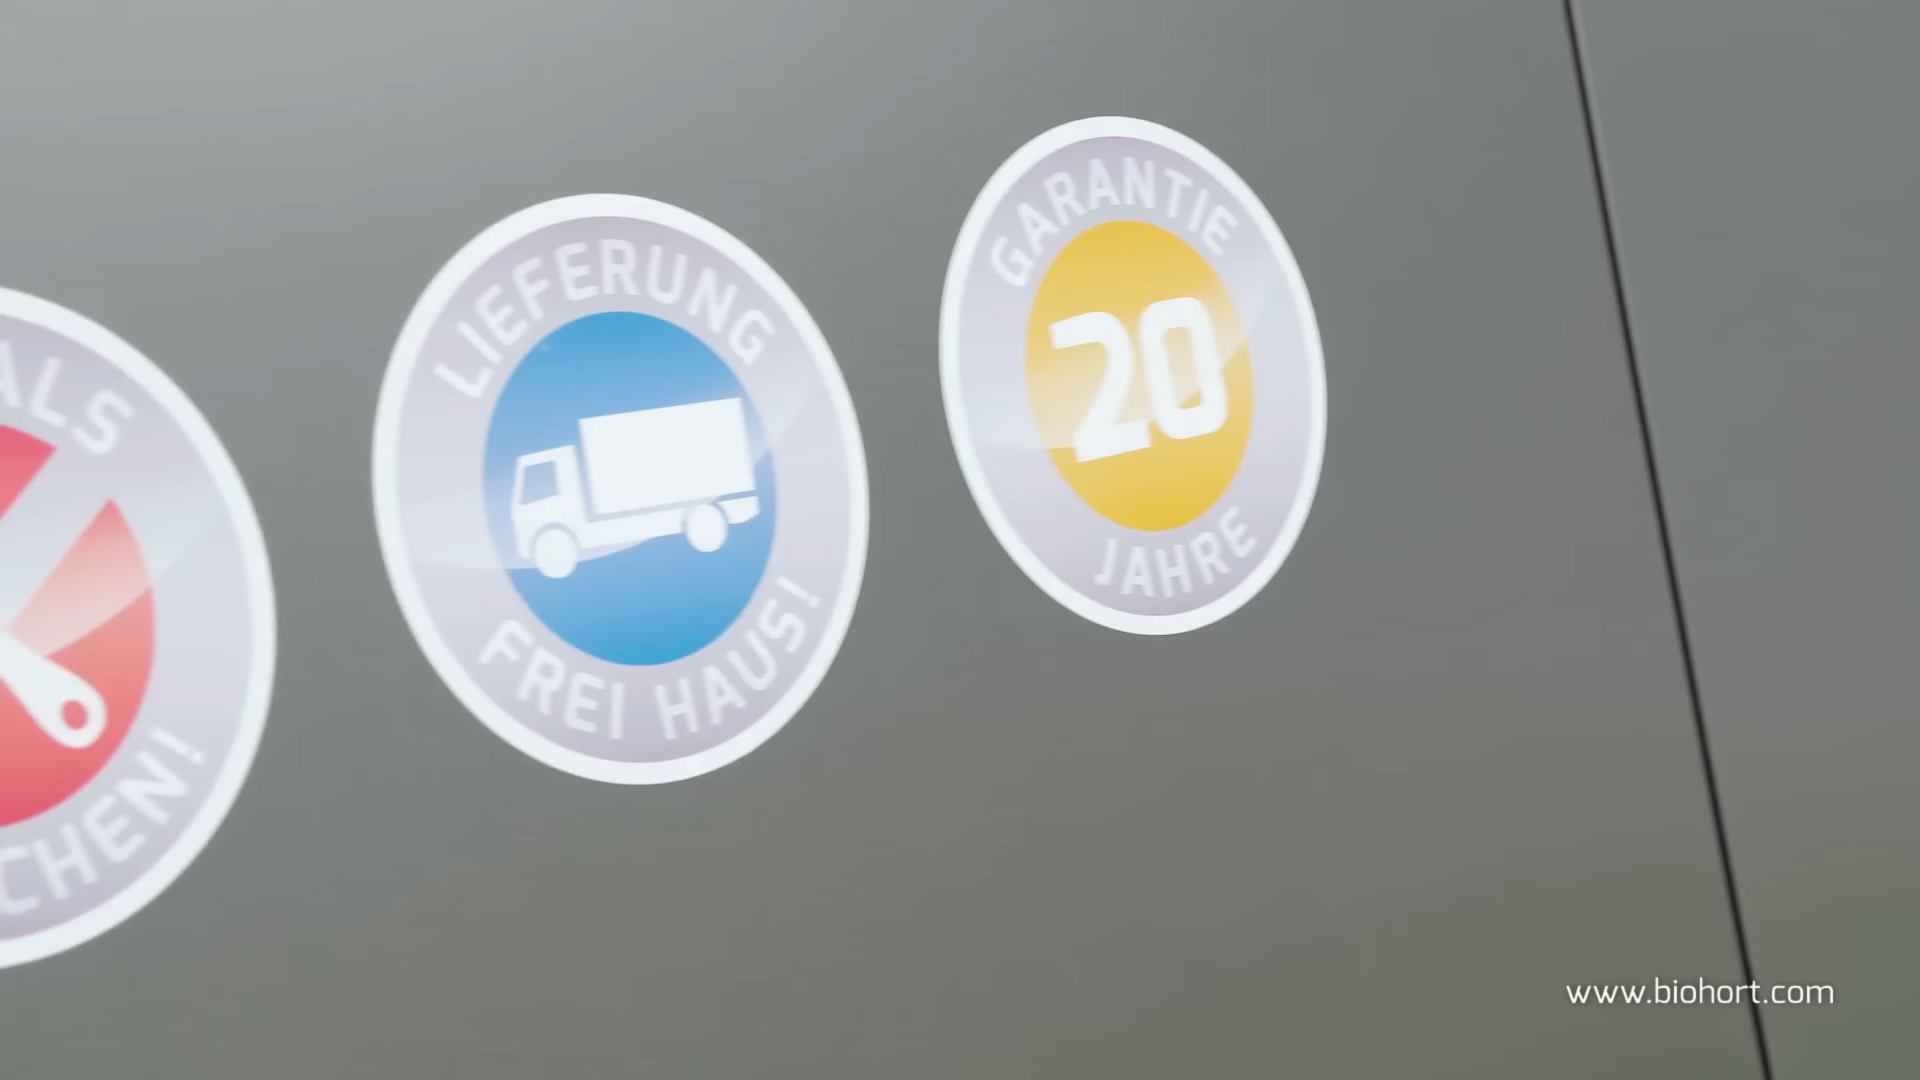 ALS
CHEN!
LIEFERUNG
FREI HAUS!
GARANTIE
20
JAHRE
www.biohort.com